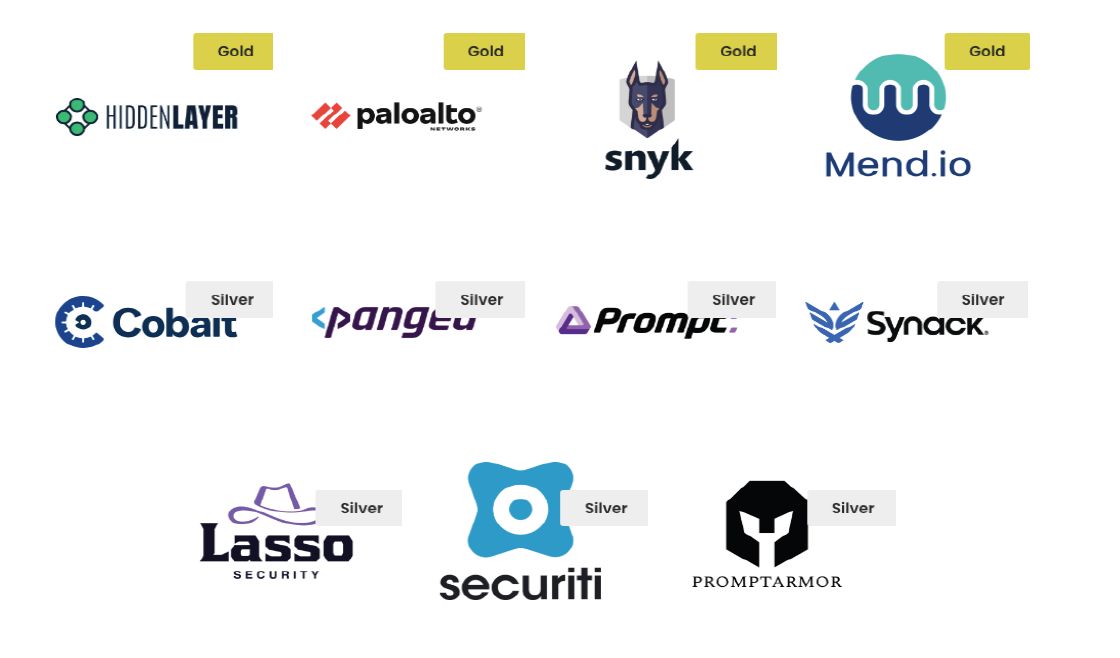 Gold
Gold
Gold
Gold
HIDDENLAYER
paloalto®
NETWORKS
snyk
Mend.io
Silver
Silver
Silver
Silver
Cobalt
pangea
Prompt
Synack®
Silver
Silver
Silver
Lasso
SECURITY
securiti
PROMPTARMOR